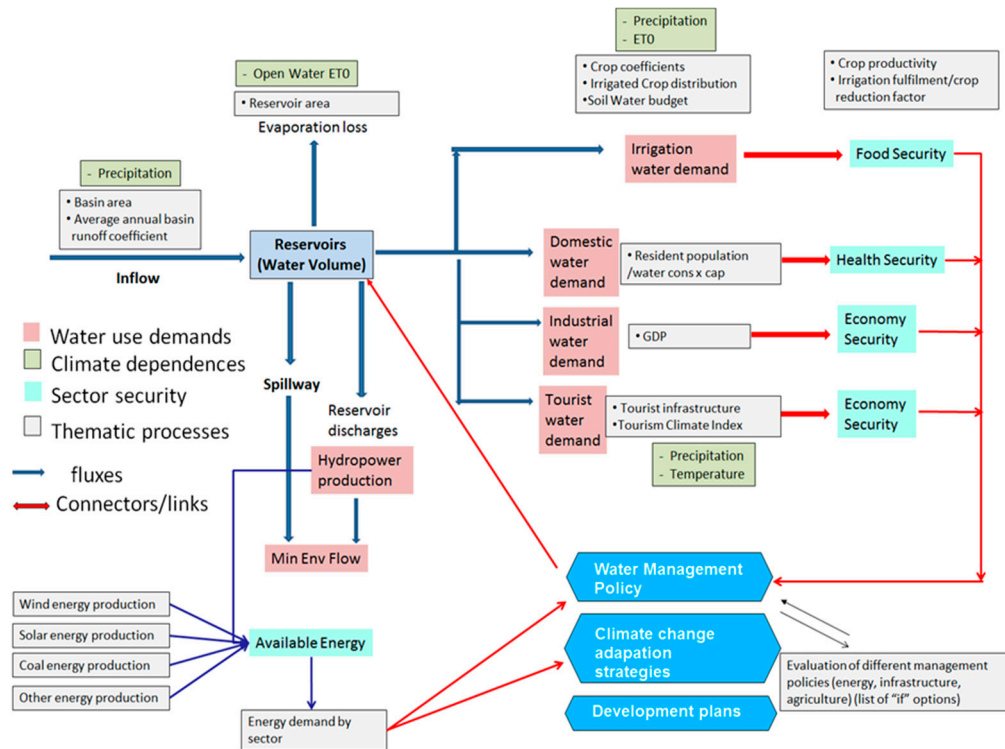 - Precipitation
- ET0
• Crop coefficients
• Irrigated Crop distribution
•Soil Water budget
• Crop productivity
• Irrigation fulfilment/crop
reduction factor
- Open Water ET0
• Reservoir area
Evaporation loss
- Precipitation
• Basin area
• Average annual basin
runoff coefficient
Inflow
Reservoirs
(Water Volume)
Irrigation
water demand
Food Security
Domestic
water
demand
• Resident population
/water cons x cap
Health Security
Industrial
water
demand
• GDP
Economy
Security
Tourist
water
demand
• Tourist infrastructure
•Tourism Climate Index
Economy
Security
- Precipitation
- Temperature
Water use demands
Climate dependences
Sector security
Thematic processes
fluxes
Connectors/links
Spillway
Reservoir
discharges
Hydropower
production
Min Env Flow
Wind energy production
Solar energy production
Coal energy production
Other energy production
Available Energy
Energy demand by
sector
Water Management
Policy
Climate change
adapation
strategies
Development plans
Evaluation of different management
policies (energy, infrastructure,
agriculture) (list of “if” options)